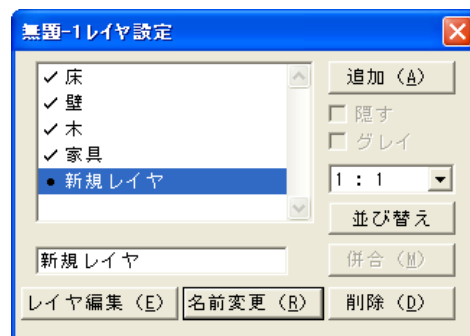 無題-1レイヤ設定
✓床
✓壁
✓木
✓家具
●新規レイヤ
追加（A）
隠す
グレイ
1：1
並び替え
新規レイヤ
併合（M）
レイヤ編集（E）
名前変更（R）
削除（D）